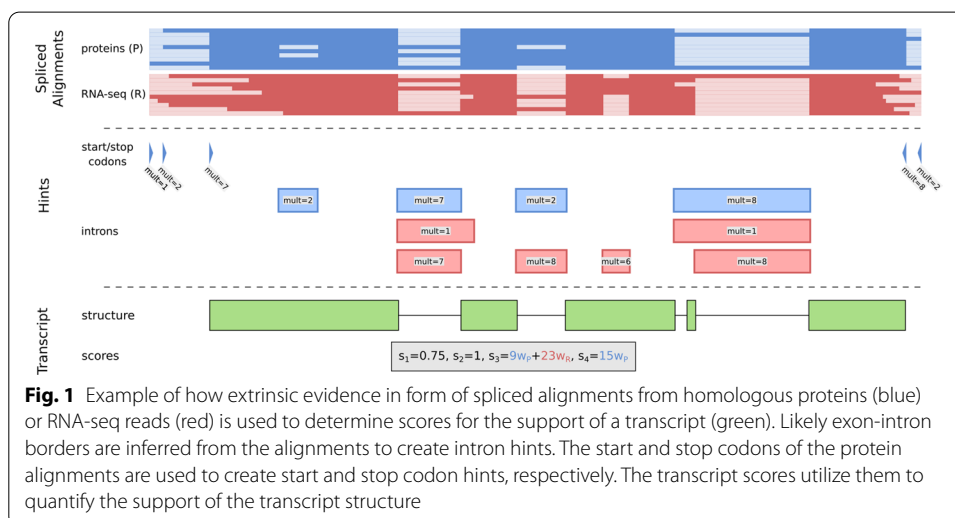 Spliced
Alignments
proteins (P)
RNA-seq (R)
Hints
start/stop
codons
mult=1
mult=2
mult=7
mult=8
mult=2
mult=2
mult=7
mult=2
mult=8
introns
mult=1
mult=1
mult=7
mult=8
mult=6
mult=8
Transcript
structure
scores
s₁=0.75, s₂=1, s₃=9wₚ+23wᵣ, s₄=15wₚ
Fig. 1 Example of how extrinsic evidence in form of spliced alignments from homologous proteins (blue)
or RNA-seq reads (red) is used to determine scores for the support of a transcript (green). Likely exon-intron
borders are inferred from the alignments to create intron hints. The start and stop codons of the protein
alignments are used to create start and stop codon hints, respectively. The transcript scores utilize them to
quantify the support of the transcript structure